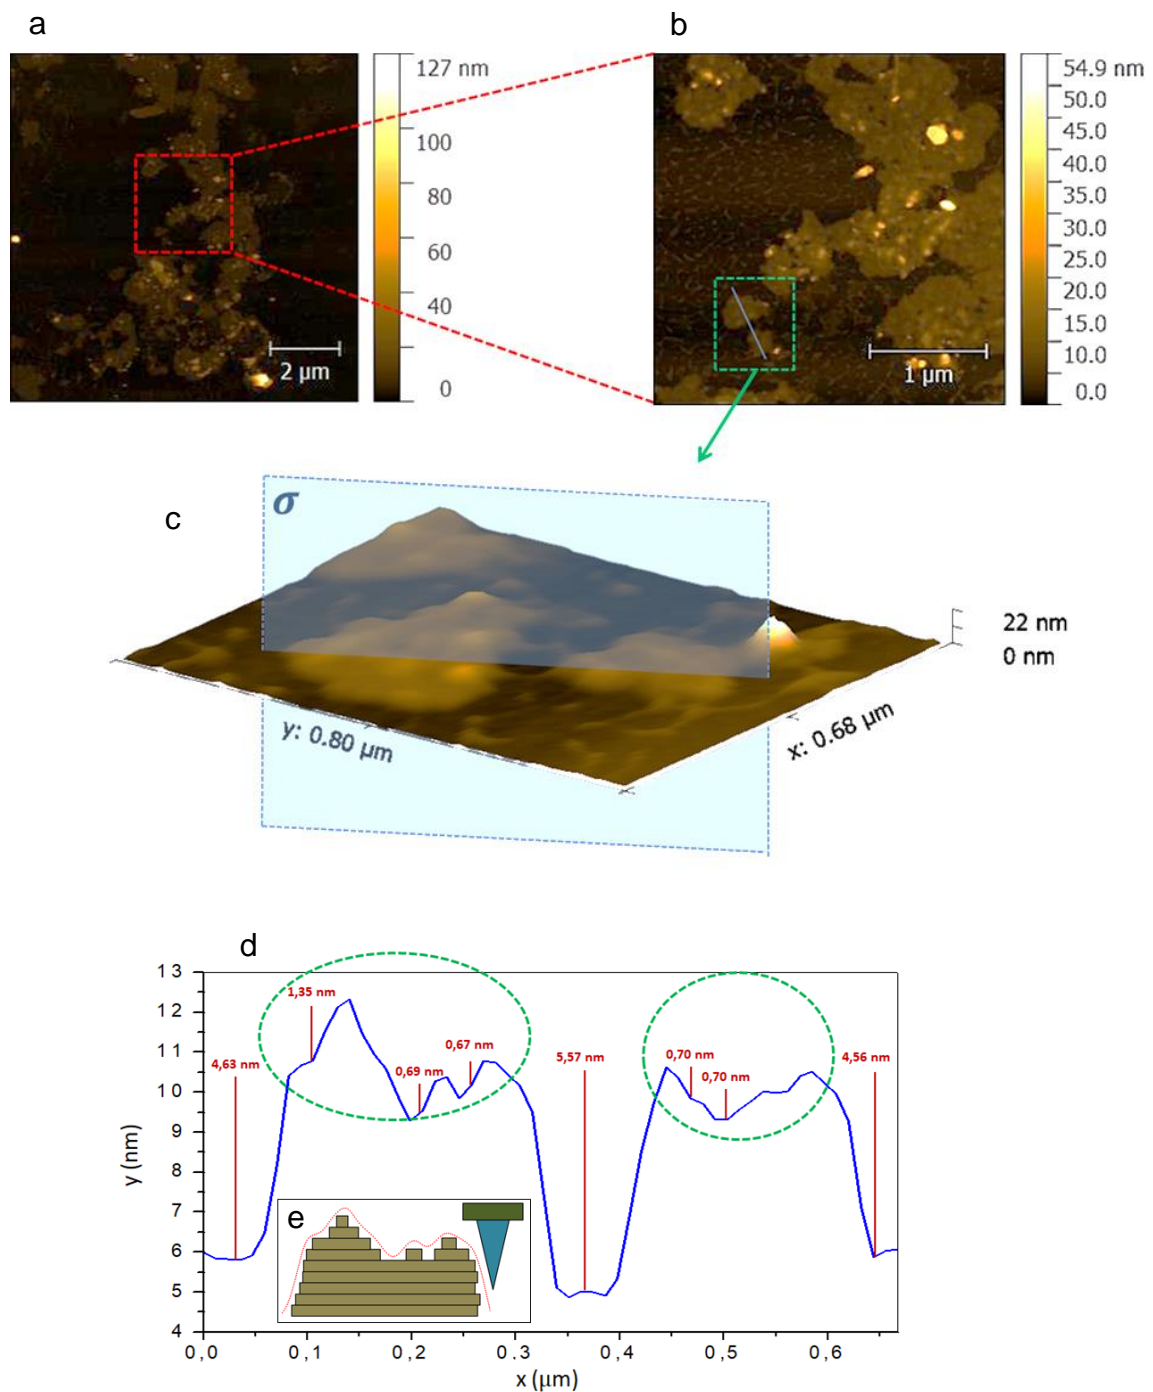 a
b
127 nm
100
80
60
40
0
2 µm
54.9 nm
50.0
45.0
40.0
35.0
30.0
25.0
20.0
15.0
10.0
0.0
1 µm
c
σ
22 nm
0 nm
x: 0.68 µm
y: 0.80 µm
d
13
12
11
10
9
8
7
6
5
4
y (nm)
1,35 nm
4,63 nm
0,69 nm
0,67 nm
5,57 nm
0,70 nm
0,70 nm
4,56 nm
e
0,0
0,1
0,2
0,3
0,4
0,5
0,6
x (µm)